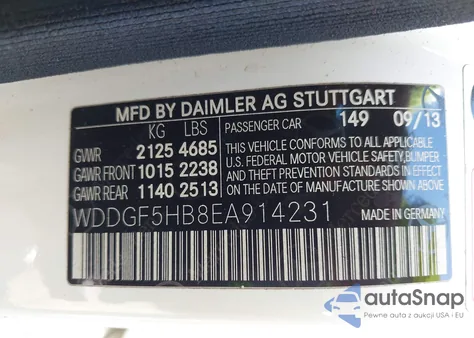 MFD BY DAIMLER AG STUTTGART
KG LBS PASSENGER CAR 149 09/13
GVWR 2125 4685
GAWR FRONT 1015 2238
GAWR REAR 1140 2513
THIS VEHICLE CONFORMS TO ALL APPLICABLE
U.S. FEDERAL MOTOR VEHICLE SAFETY, BUMPER
AND THEFT PREVENTION STANDARDS IN EFFECT
ON THE DATE OF MANUFACTURE SHOWN ABOVE.
WDDGF5HB8EA914231 MADE IN GERMANY
autoSnap
Pewne auta z aukcji USA i EU